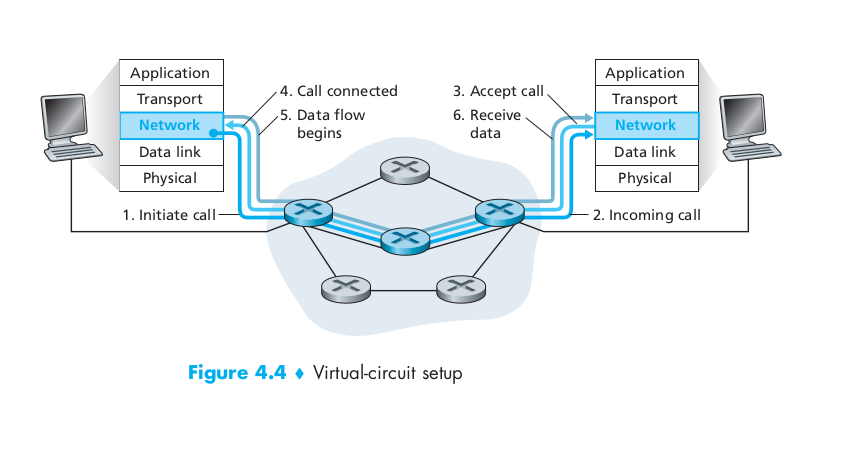 Application
Transport
Network
Data link
Physical
4. Call connected
5. Data flow
begins
1. Initiate call
3. Accept call
6. Receive
data
2. Incoming call
Application
Transport
Network
Data link
Physical
Figure 4.4 ♦ Virtual-circuit setup